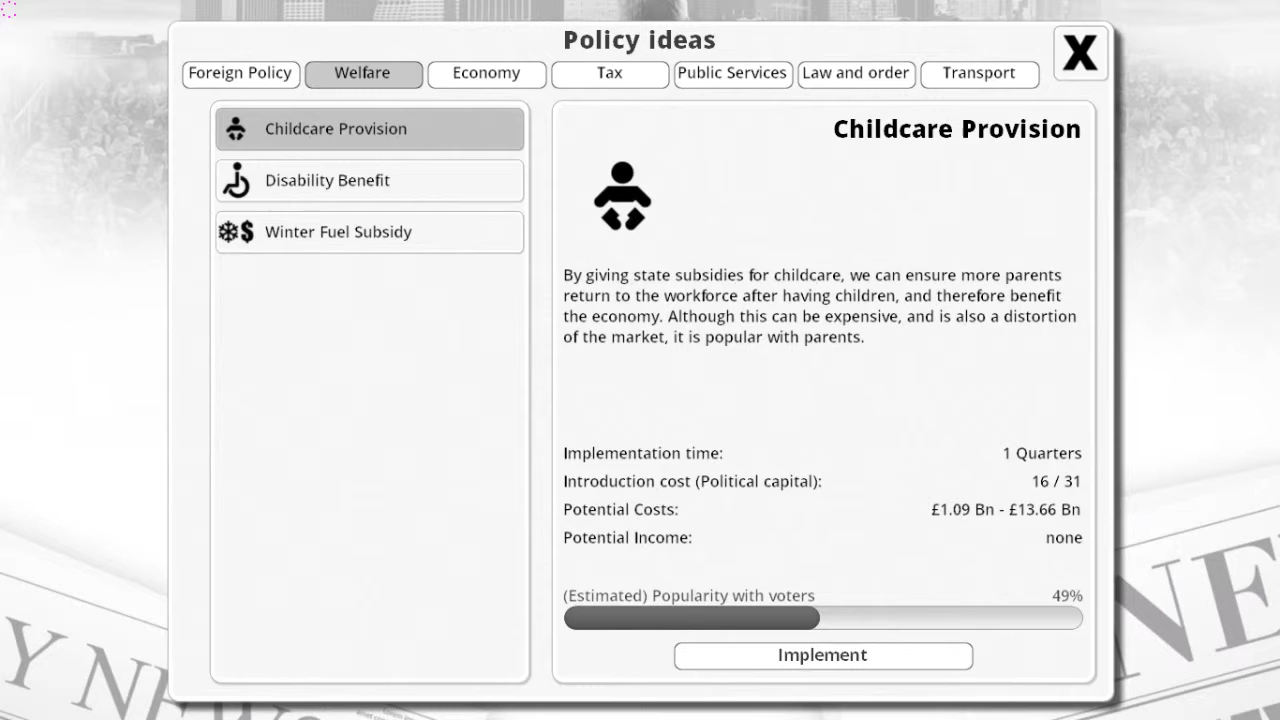 Policy ideas
X
Foreign Policy
Welfare
Economy
Tax
Public Services
Law and order
Transport
Childcare Provision
Disability Benefit
Winter Fuel Subsidy
Childcare Provision
By giving state subsidies for childcare, we can ensure more parents
return to the workforce after having children, and therefore benefit
the economy. Although this can be expensive, and is also a distortion
of the market, it is popular with parents.
Implementation time: 1 Quarters
Introduction cost (Political capital): 16 / 31
Potential Costs: £1.09 Bn - £13.66 Bn
Potential Income: none
(Estimated) Popularity with voters 49%
Implement
Y NEWS
NE